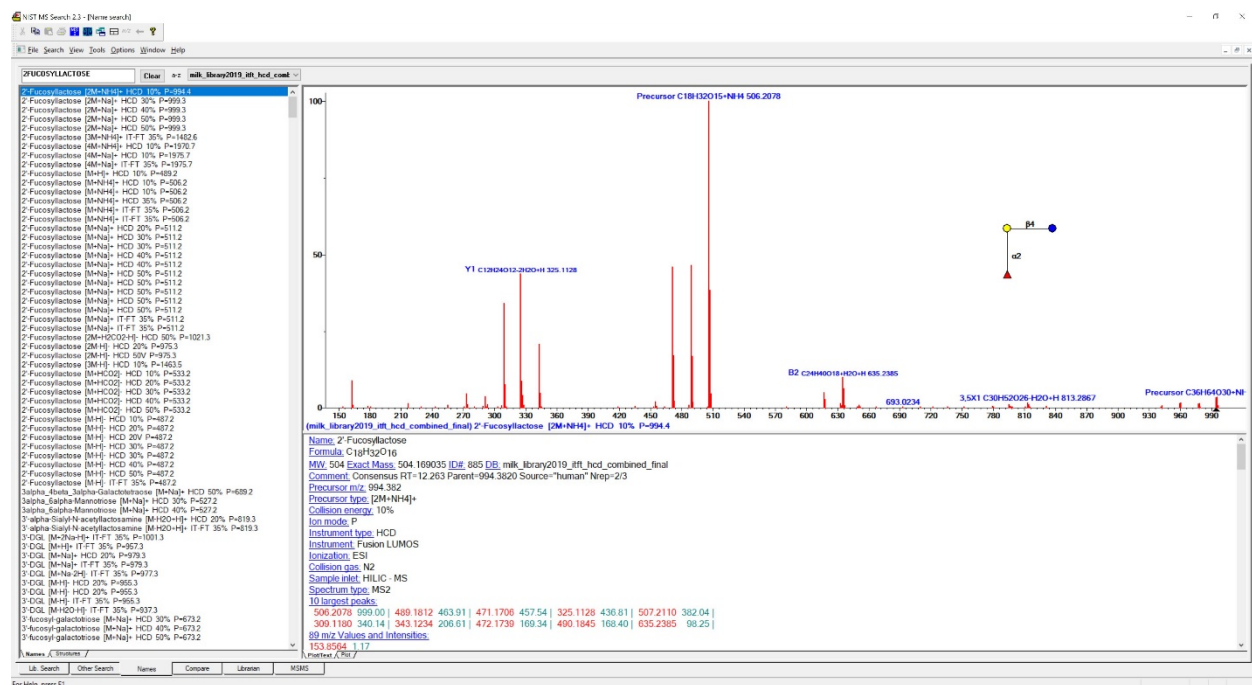 NIST MS Search 2.3 - [Name search]
File Search View Tools Options Window Help
2FUCOSYLLACTOSE Clear a-z milk_library2019_itft_hcd_comb
2'-Fucosyllactose [2M+NH4]+ HCD 10% P=994.4
2'-Fucosyllactose [2M+Na]+ HCD 30% P=999.3
2'-Fucosyllactose [2M+Na]+ HCD 40% P=999.3
2'-Fucosyllactose [2M+Na]+ HCD 50% P=999.3
2'-Fucosyllactose [2M+Na]+ HCD 50% P=999.3
2'-Fucosyllactose [3M+NH4]+ IT-FT 35% P=1482.6
2'-Fucosyllactose [4M+NH4]+ HCD 10% P=1970.7
2'-Fucosyllactose [4M+Na]+ HCD 10% P=1975.7
2'-Fucosyllactose [4M+Na]+ IT-FT 35% P=1975.7
2'-Fucosyllactose [M+H]+ HCD 10% P=489.2
2'-Fucosyllactose [M+NH4]+ HCD 10% P=506.2
2'-Fucosyllactose [M+NH4]+ HCD 10% P=506.2
2'-Fucosyllactose [M+NH4]+ HCD 35% P=506.2
2'-Fucosyllactose [M+NH4]+ IT-FT 35% P=506.2
2'-Fucosyllactose [M+NH4]+ IT-FT 35% P=506.2
2'-Fucosyllactose [M+Na]+ HCD 20% P=511.2
2'-Fucosyllactose [M+Na]+ HCD 30% P=511.2
2'-Fucosyllactose [M+Na]+ HCD 30% P=511.2
2'-Fucosyllactose [M+Na]+ HCD 40% P=511.2
2'-Fucosyllactose [M+Na]+ HCD 40% P=511.2
2'-Fucosyllactose [M+Na]+ HCD 50% P=511.2
2'-Fucosyllactose [M+Na]+ HCD 50% P=511.2
2'-Fucosyllactose [M+Na]+ HCD 50% P=511.2
2'-Fucosyllactose [M+Na]+ HCD 50% P=511.2
2'-Fucosyllactose [M+Na]+ IT-FT 35% P=511.2
2'-Fucosyllactose [M+Na]+ IT-FT 35% P=511.2
2'-Fucosyllactose [2M+H2CO2-H]- HCD 50% P=1021.3
2'-Fucosyllactose [2M-H]- HCD 20% P=975.3
2'-Fucosyllactose [2M-H]- HCD 50V P=975.3
2'-Fucosyllactose [3M-H]- HCD 10% P=1463.5
2'-Fucosyllactose [M+HCO2]- HCD 10% P=533.2
2'-Fucosyllactose [M+HCO2]- HCD 20% P=533.2
2'-Fucosyllactose [M+HCO2]- HCD 30% P=533.2
2'-Fucosyllactose [M+HCO2]- HCD 40% P=533.2
2'-Fucosyllactose [M+HCO2]- HCD 50% P=533.2
2'-Fucosyllactose [M-H]- HCD 10% P=487.2
2'-Fucosyllactose [M-H]- HCD 20% P=487.2
2'-Fucosyllactose [M-H]- HCD 20V P=487.2
2'-Fucosyllactose [M-H]- HCD 30% P=487.2
2'-Fucosyllactose [M-H]- HCD 30% P=487.2
2'-Fucosyllactose [M-H]- HCD 40% P=487.2
2'-Fucosyllactose [M-H]- HCD 50% P=487.2
2'-Fucosyllactose [M-H]- IT-FT 35% P=487.2
3alpha_4beta_3alpha-Galactotetraose [M+Na]+ HCD 50% P=689.2
3alpha_6alpha-Mannotriose [M+Na]+ HCD 30% P=527.2
3alpha_6alpha-Mannotriose [M+Na]+ HCD 40% P=527.2
3'-alpha-Sialyl-N-acetyllactosamine [M-H2O+H]+ HCD 20% P=819.3
3'-alpha-Sialyl-N-acetyllactosamine [M-H2O+H]+ IT-FT 35% P=819.3
3'-DGL [M+2Na-H]+ IT-FT 35% P=1001.3
3'-DGL [M+H]+ IT-FT 35% P=957.3
3'-DGL [M+Na]+ HCD 20% P=979.3
3'-DGL [M+Na]+ IT-FT 35% P=979.3
3'-DGL [M+Na-2H]- IT-FT 35% P=977.3
3'-DGL [M-H]- HCD 20% P=955.3
3'-DGL [M-H]- HCD 20% P=955.3
3'-DGL [M-H]- IT-FT 35% P=955.3
3'-DGL [M-H2O-H]- IT-FT 35% P=937.3
3'-fucosyl-galactotriose [M+Na]+ HCD 30% P=673.2
3'-fucosyl-galactotriose [M+Na]+ HCD 40% P=673.2
3'-fucosyl-galactotriose [M+Na]+ HCD 50% P=673.2
Names Structures
100
50
0
Precursor C18H32O15+NH4 506.2078
Y1 C12H24O12-2H2O+H 325.1128
β4
α2
B2 C24H40O18+H2O+H 635.2385
693.0234
3,5X1 C30H52O26-H2O+H 813.2867
Precursor C36H64O30+NH
150 180 210 240 270 300 330 360 390 420 450 480 510 540 570 600 630 660 690 720 750 780 810 840 870 900 930 960 990
(milk_library2019_itft_hcd_combined_final) 2'-Fucosyllactose [2M+NH4]+ HCD 10% P=994.4
Name: 2'-Fucosyllactose
Formula: C18H32O16
MW: 504 Exact Mass: 504.169035 ID#: 885 DB: milk_library2019_itft_hcd_combined_final
Comment: Consensus RT=12.263 Parent=994.3820 Source="human" Nrep=2/3
Precursor m/z: 994.382
Precursor type: [2M+NH4]+
Collision energy: 10%
Ion mode: P
Instrument type: HCD
Instrument: Fusion LUMOS
Ionization: ESI
Collision gas: N2
Sample inlet: HILIC - MS
Spectrum type: MS2
10 largest peaks:
506.2078 999.00 | 489.1812 463.91 | 471.1706 457.54 | 325.1128 436.81 | 507.2110 382.04 |
309.1180 340.14 | 343.1234 206.61 | 472.1739 169.34 | 490.1845 168.40 | 635.2385 98.25 |
89 m/z Values and Intensities:
153.8564 1.17
Plot/Text Plot
Lib. Search Other Search Names Compare Librarian MSMS
For Help, press F1